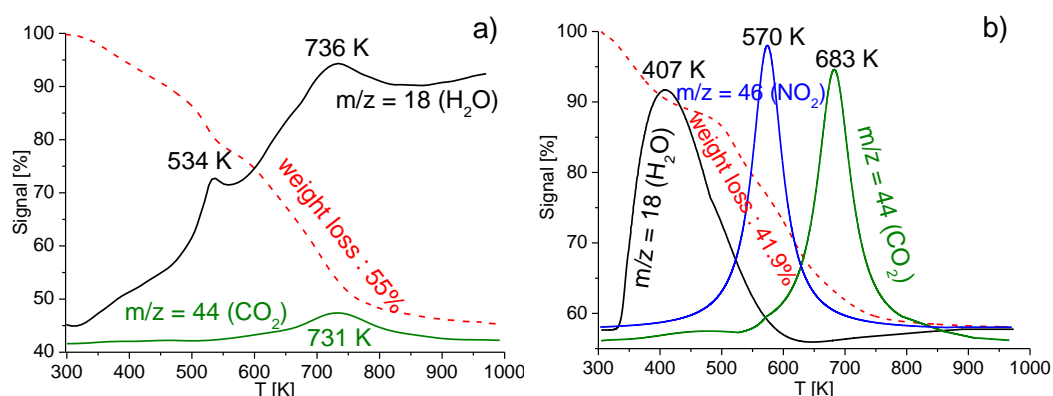 a)
Signal [%]
100
90
80
70
60
50
40
736 K
m/z = 18 (H₂O)
534 K
weight loss : 55%
m/z = 44 (CO₂)
731 K
300 400 500 600 700 800 900 1000
T [K]
b)
Signal [%]
100
90
80
70
60
570 K
683 K
407 K
m/z = 46 (NO₂)
m/z = 18 (H₂O)
weight loss : 41.9%
m/z = 44 (CO₂)
300 400 500 600 700 800 900 1000
T [K]